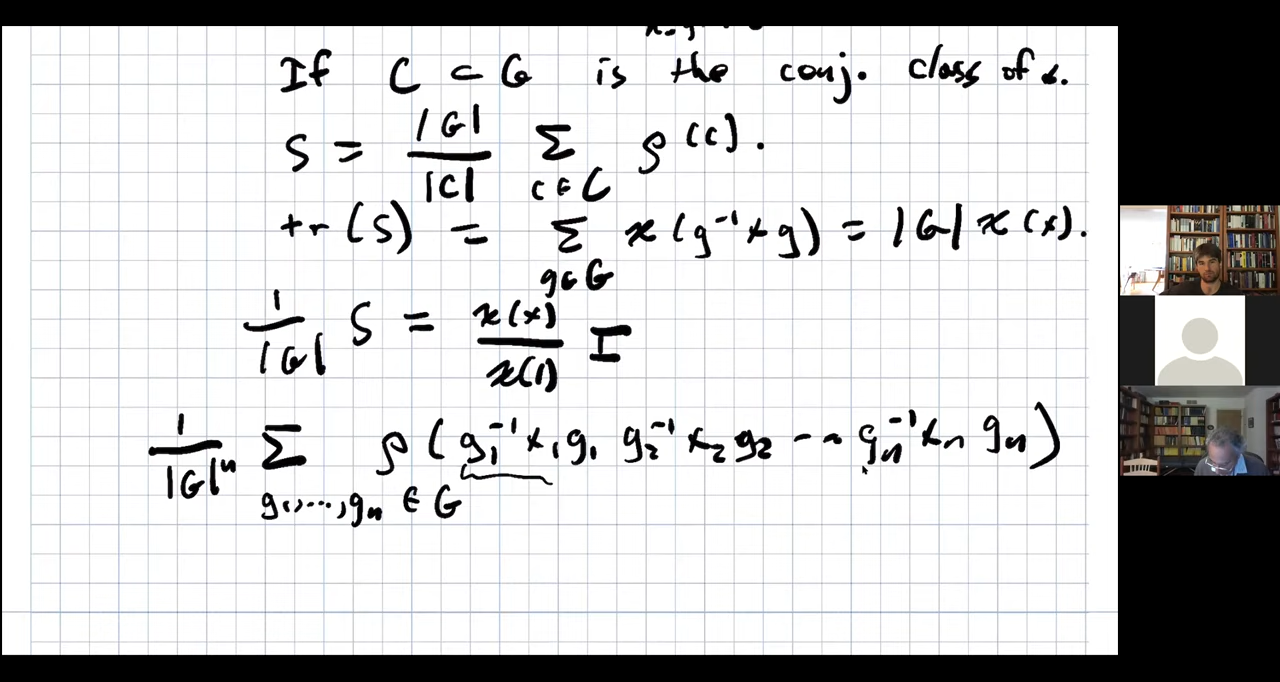 If C ⊂ G is the conj. class of x.
S = |G| / |C| Σ_{c ∈ C} ρ(c).
tr(S) = Σ_{g∈G} χ(g⁻¹xg) = |G| χ(x).
1/|G| S = χ(x)/χ(1) I
1/|G|ⁿ Σ_{g₁,...,gₙ ∈ G} ρ(g₁⁻¹x₁g₁ g₂⁻¹x₂g₂ -- gₙ⁻¹xₙgₙ)